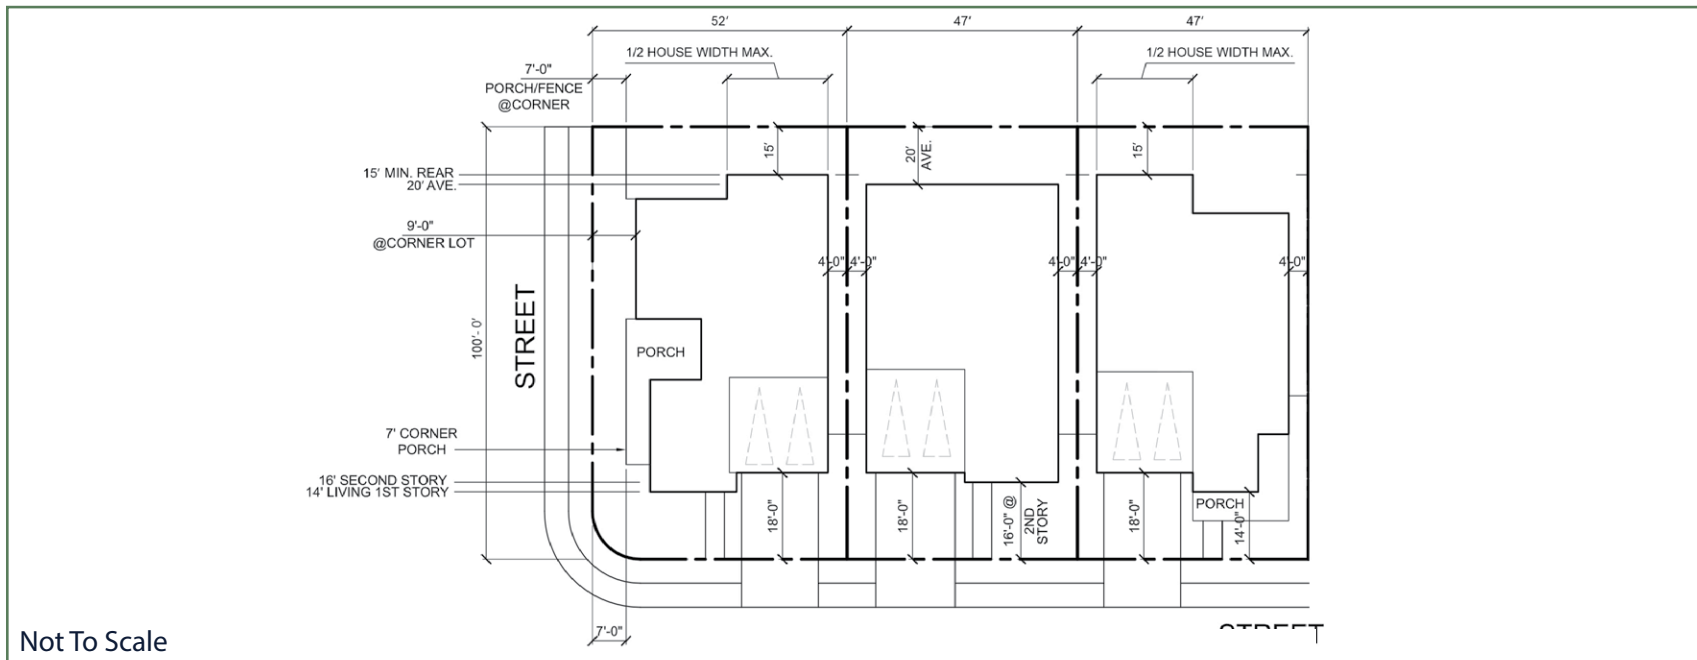 52'
47'
47'
1/2 HOUSE WIDTH MAX.
1/2 HOUSE WIDTH MAX.
7'-0"
PORCH/FENCE
@CORNER
15'
20'
AVE.
15'
15' MIN. REAR
20' AVE.
9'-0"
@CORNER LOT
4'-0"
4'-0"
4'-0"
4'-0"
4'-0"
STREET
100'- 0'
PORCH
7' CORNER
PORCH
16' SECOND STORY
14' LIVING 1ST STORY
18'-0"
18'-0"
16'-0" @
2ND
STORY
18'-0"
PORCH
14'-0"
7'-0"
STREET
Not To Scale